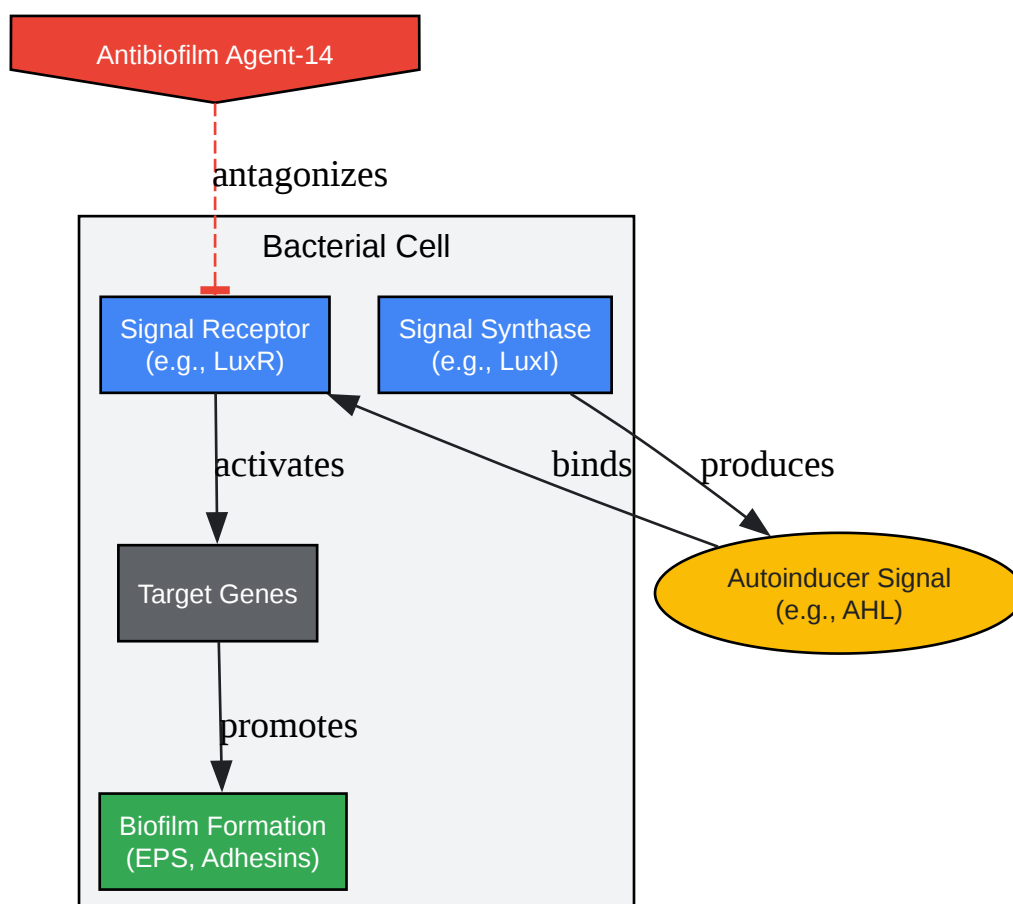 Antibiofilm Agent-14
antagonizes
Bacterial Cell
Signal Receptor
(e.g., LuxR)
Signal Synthase
(e.g., LuxI)
activates
binds
produces
Target Genes
Autoinducer Signal
(e.g., AHL)
promotes
Biofilm Formation
(EPS, Adhesins)